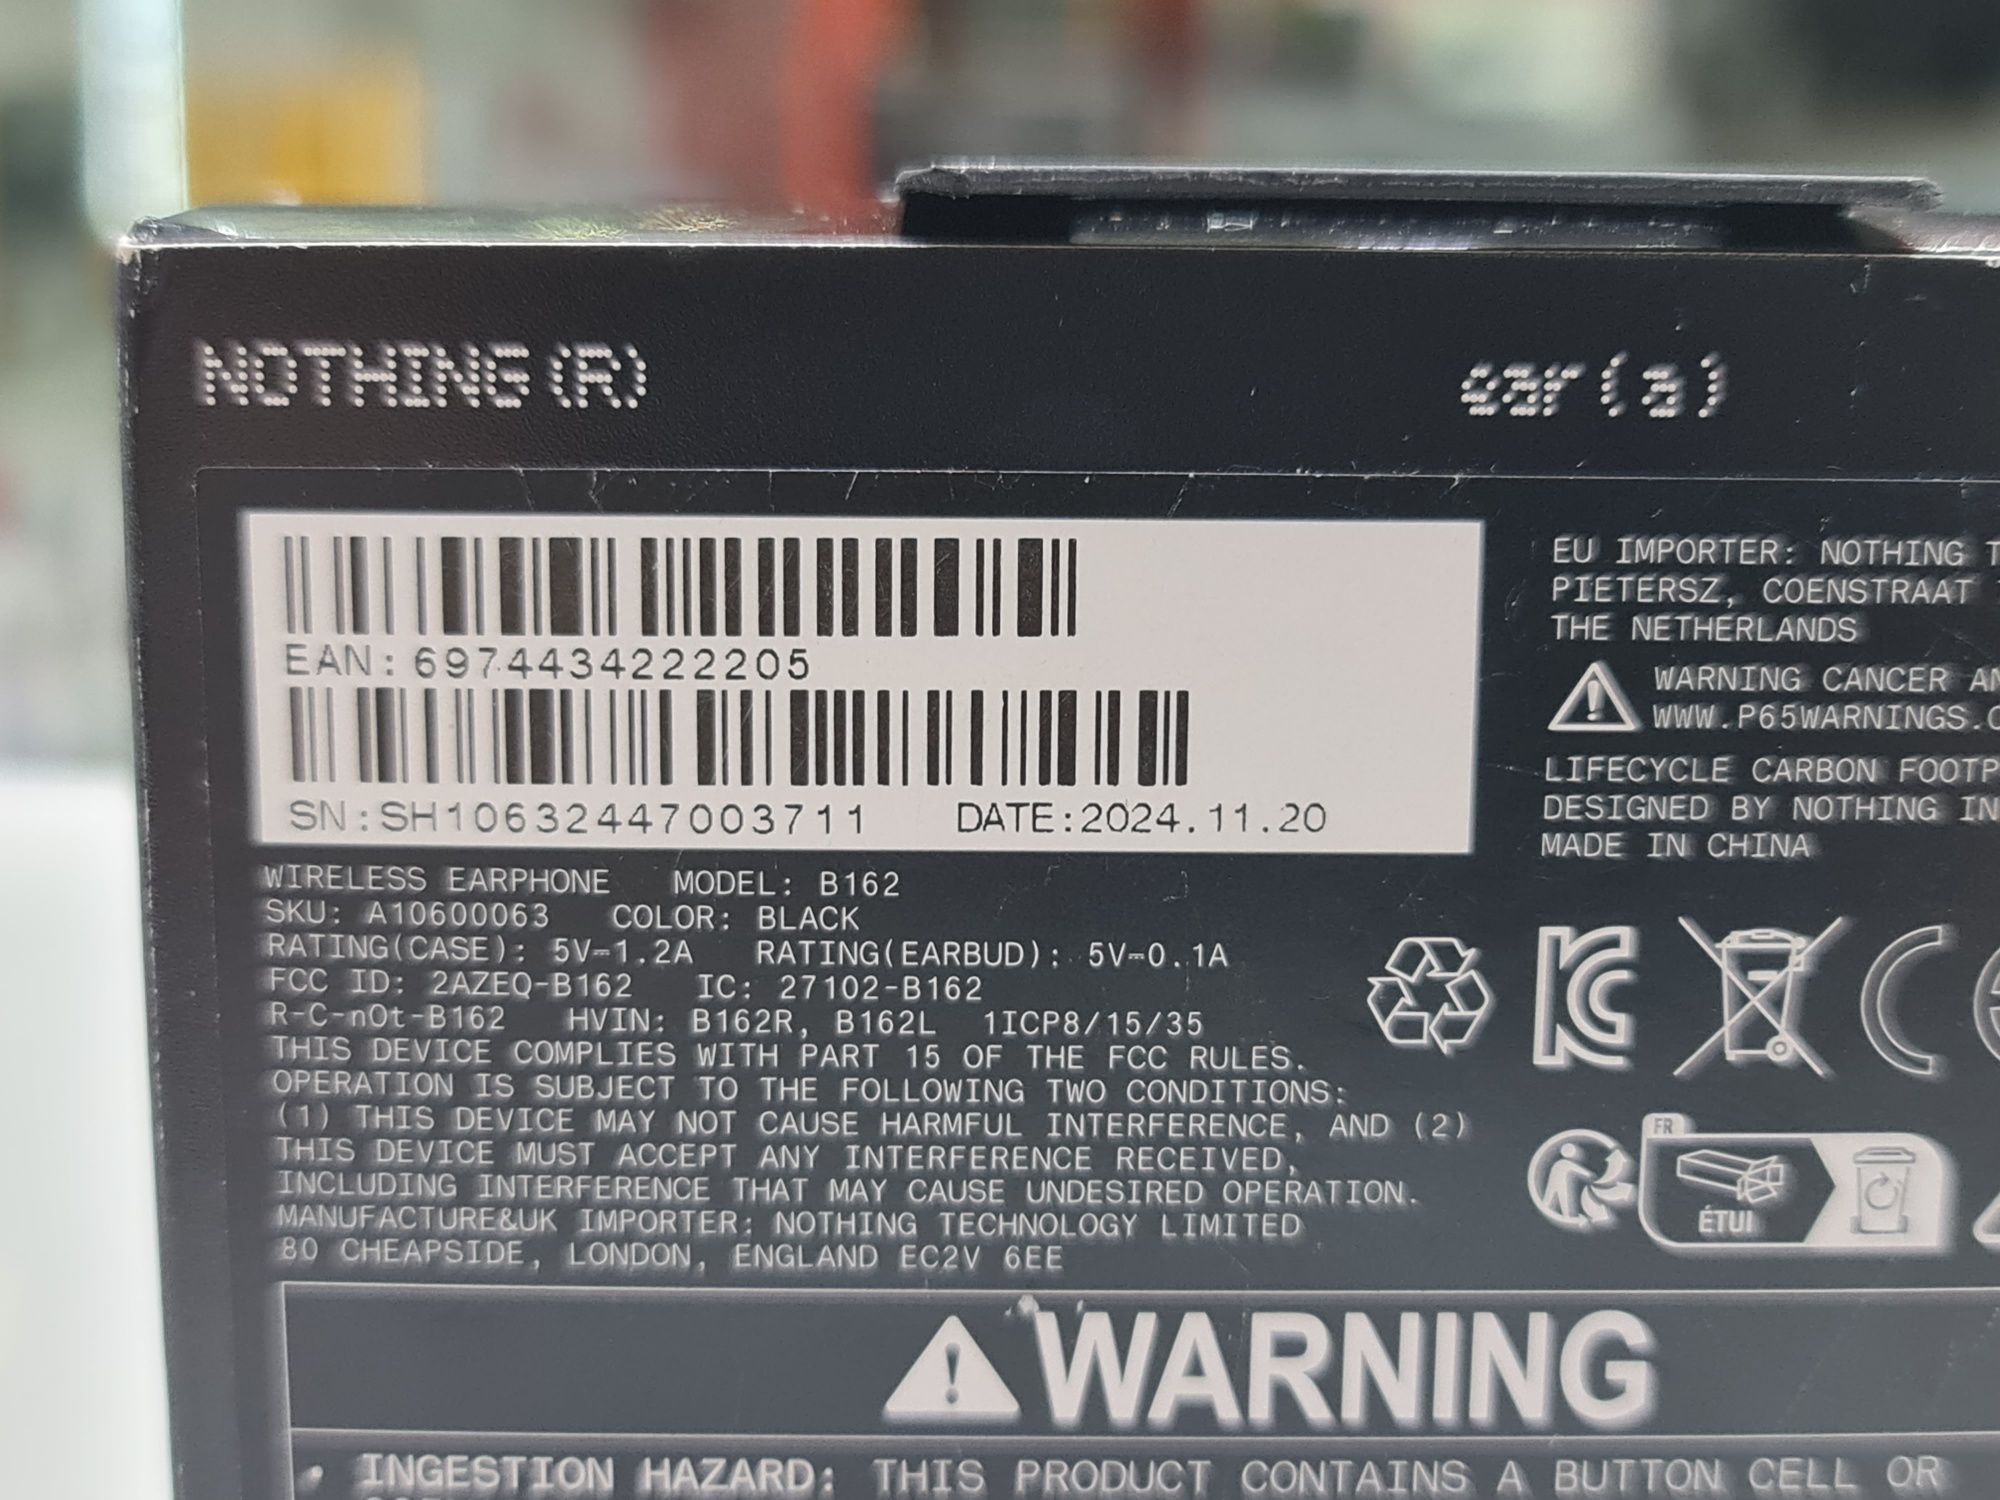 NOTHING(R)
ear(a)
EAN: 6974434222205
SN:SH10632447003711 DATE:2024.11.20
WIRELESS EARPHONE MODEL: B162
SKU: A10600063 COLOR: BLACK
RATING(CASE): 5V⎓1.2A RATING(EARBUD): 5V⎓0.1A
FCC ID: 2AZEQ-B162 IC: 27102-B162
R-C-nOt-B162 HVIN: B162R, B162L 1ICP8/15/35
THIS DEVICE COMPLIES WITH PART 15 OF THE FCC RULES.
OPERATION IS SUBJECT TO THE FOLLOWING TWO CONDITIONS:
(1) THIS DEVICE MAY NOT CAUSE HARMFUL INTERFERENCE, AND (2)
THIS DEVICE MUST ACCEPT ANY INTERFERENCE RECEIVED,
INCLUDING INTERFERENCE THAT MAY CAUSE UNDESIRED OPERATION.
MANUFACTURE&UK IMPORTER: NOTHING TECHNOLOGY LIMITED
80 CHEAPSIDE, LONDON, ENGLAND EC2V 6EE
EU IMPORTER: NOTHING
PIETERSZ, COENSTRAAT
THE NETHERLANDS
WARNING CANCER
WWW.P65WARNINGS.
LIFECYCLE CARBON
DESIGNED BY NOTHING IN
MADE IN CHINA
FR
ÉTUI
WARNING
• INGESTION HAZARD: THIS PRODUCT CONTAINS A BUTTON CELL OR